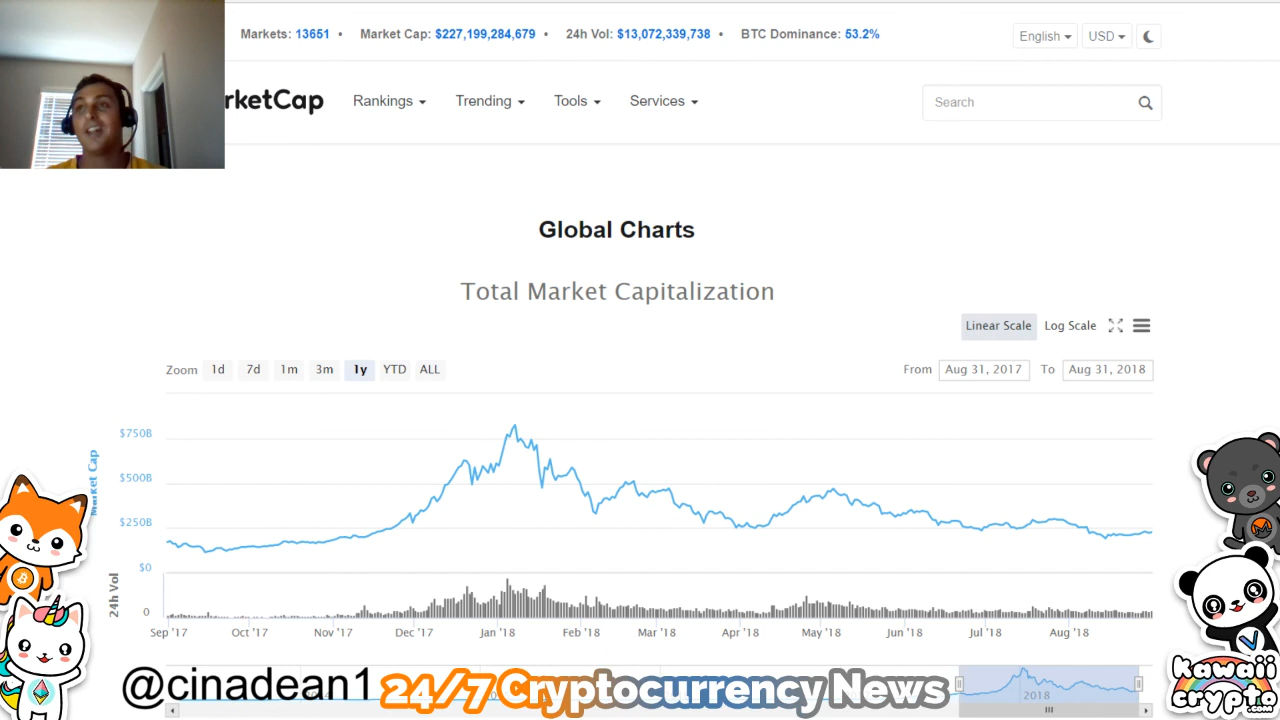 Markets: 13651 • Market Cap: $227,199,284,679 • 24h Vol: $13,072,339,738 • BTC Dominance: 53.2% English USD
rketCap Rankings Trending Tools Services Search
Global Charts
Total Market Capitalization
Linear Scale Log Scale
Zoom 1d 7d 1m 3m 1y YTD ALL From Aug 31, 2017 To Aug 31, 2018
$750B
$500B
$250B
$0
0
Market Cap
24h Vol
Sep '17 Oct '17 Nov '17 Dec '17 Jan '18 Feb '18 Mar '18 Apr '18 May '18 Jun '18 Jul '18 Aug '18
2018
@cinadean1 24/7 Cryptocurrency News
kawaii
crypto
.com